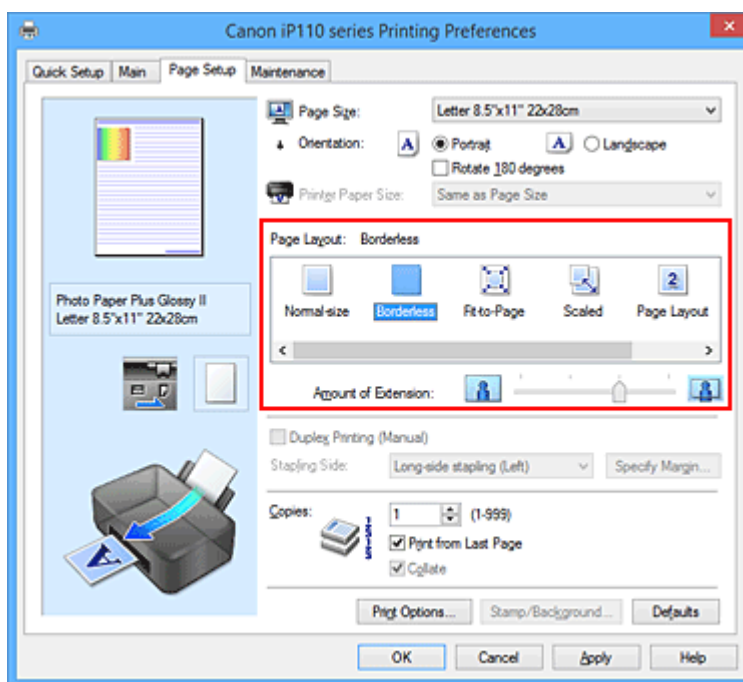 Canon iP110 series Printing Preferences
Quick Setup Main Page Setup Maintenance
Page Size: Letter 8.5"x11" 22x28cm
Orientation: A Portrait A Landscape
Rotate 180 degrees
Printer Paper Size: Same as Page Size
Page Layout: Borderless
Normal-size Borderless Fit-to-Page Scaled 2 Page Layout
Photo Paper Plus Glossy II
Letter 8.5"x11" 22x28cm
Amount of Extension:
Duplex Printing (Manual)
Stapling Side: Long-side stapling (Left) Specify Margin...
Copies: 1 (1-999)
Print from Last Page
Collate
A
Print Options... Stamp/Background... Defaults
OK Cancel Apply Help